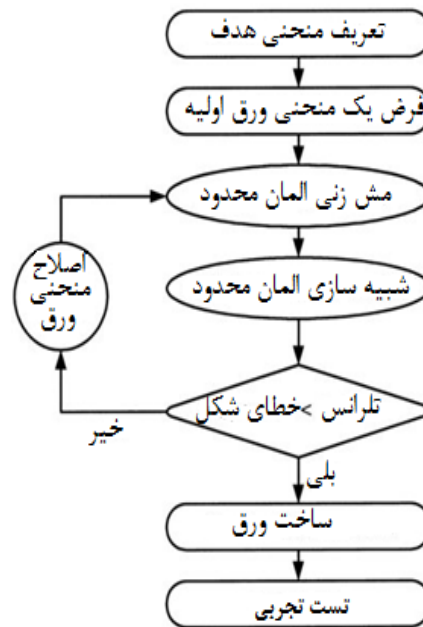 تعریف منحنی هدف
فرض یک منحنی ورق اولیه
مش زنی المان محدود
اصلاح
منحنی
ورق
شبیه سازی المان محدود
تلرانس >خطای شکل
خیر
بلی
ساخت ورق
تست تجربی